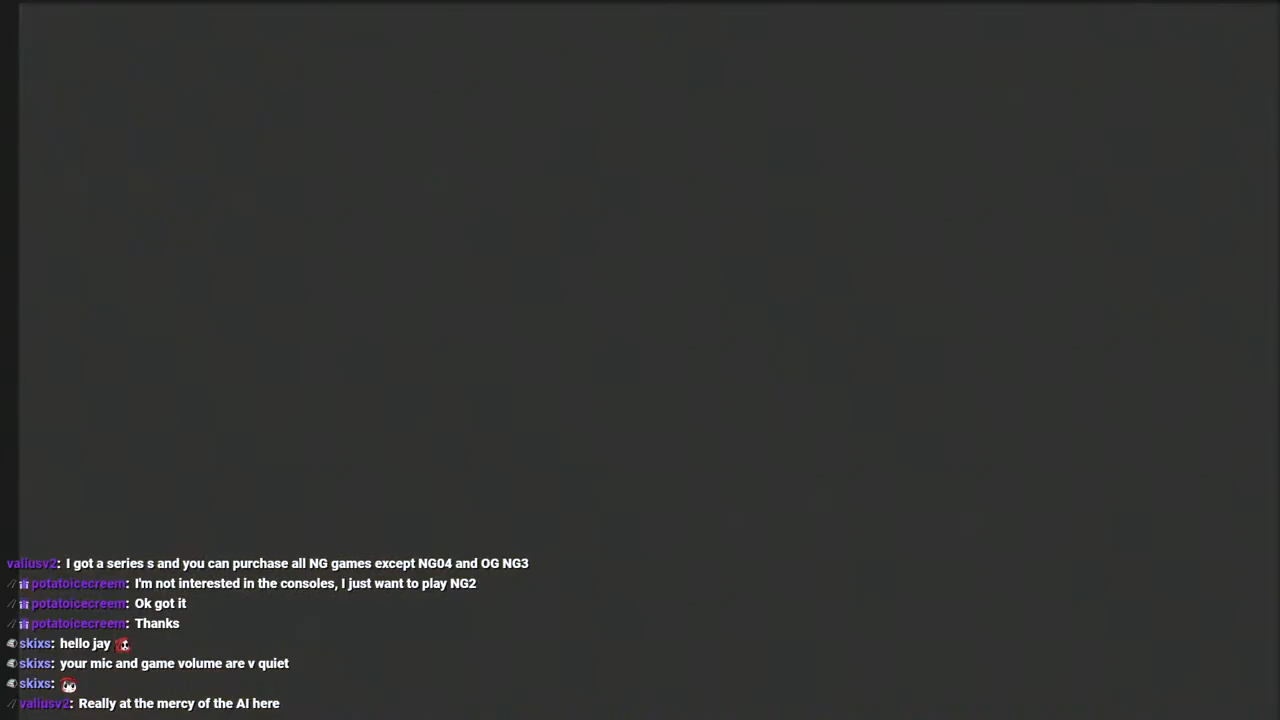 valiusv2: I got a series s and you can purchase all NG games except NG04 and OG NG3
potatoicecreem: I'm not interested in the consoles, I just want to play NG2
potatoicecreem: Ok got it
potatoicecreem: Thanks
skixs: hello jay
skixs: your mic and game volume are v quiet
skixs:
valiusv2: Really at the mercy of the AI here